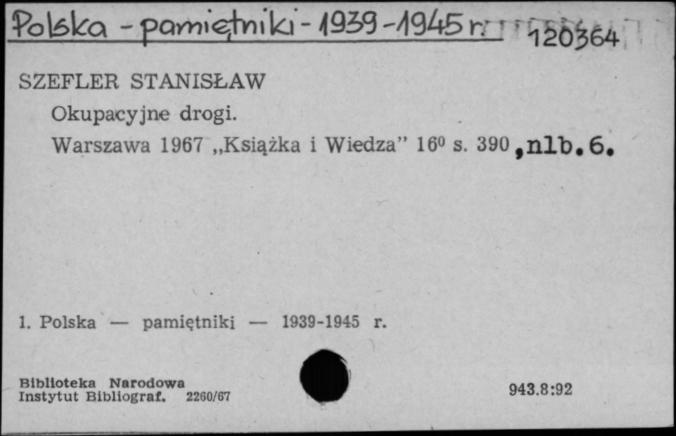 Polska - pamiętniki - 1939-1945 r. 120364
SZEFLER STANISŁAW
Okupacyjne drogi.
Warszawa 1967 „Książka i Wiedza” 16⁰ s. 390, nlb. 6.
1. Polska — pamiętniki — 1939-1945 r.
Biblioteka Narodowa
Instytut Bibliograf. 2260/67
943.8:92